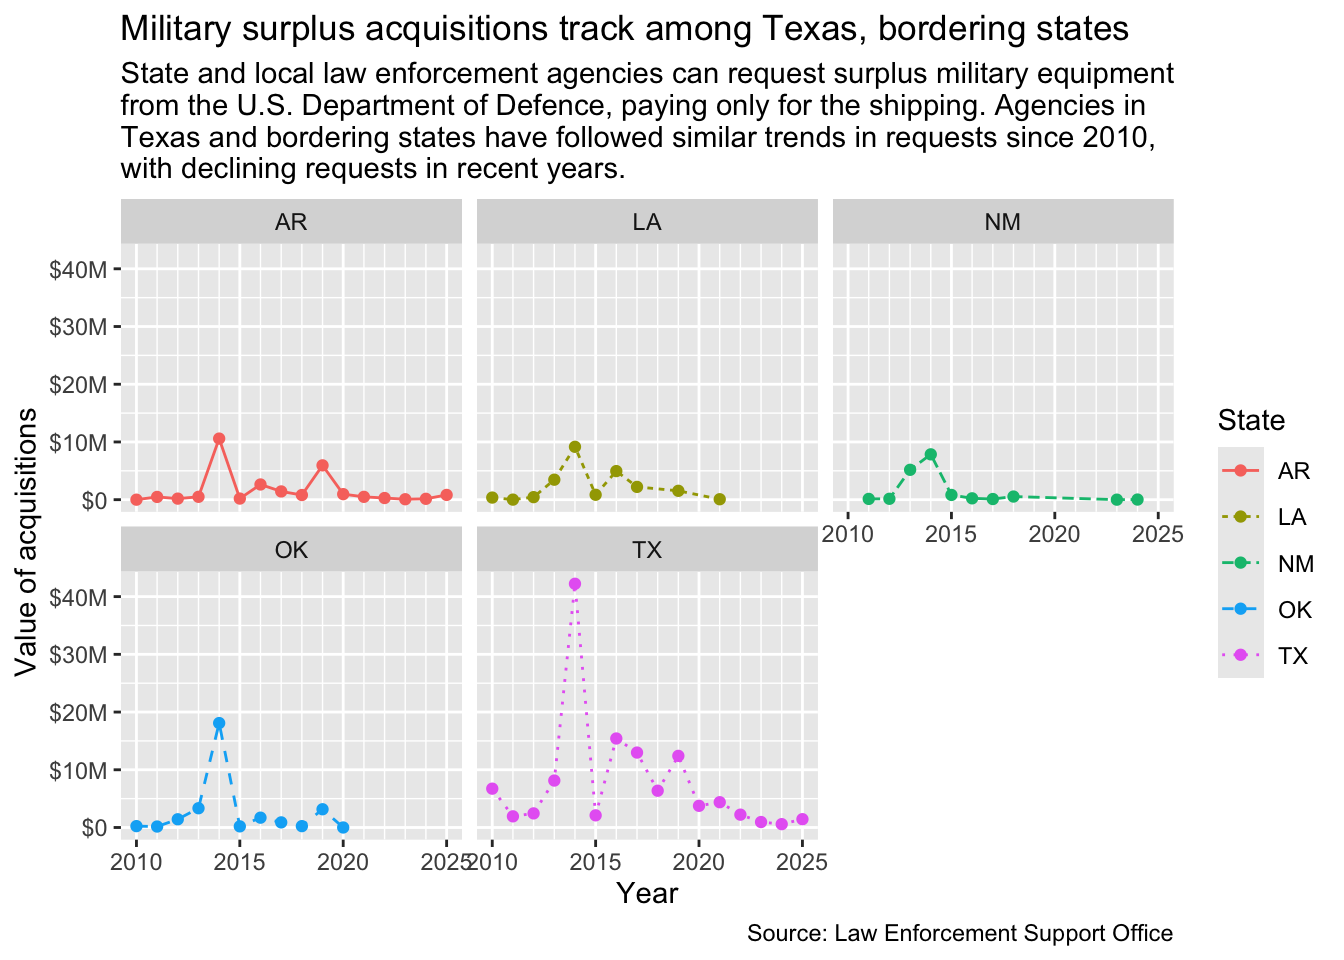 Military surplus acquisitions track among Texas, bordering states
State and local law enforcement agencies can request surplus military equipment
from the U.S. Department of Defence, paying only for the shipping. Agencies in
Texas and bordering states have followed similar trends in requests since 2010,
with declining requests in recent years.
AR
LA
NM
$40M
$30M
$20M
$10M
$0
2010 2015 2020 2025
OK
TX
$40M
$30M
$20M
$10M
$0
2010 2015 2020 2025
2010 2015 2020 2025
Value of acquisitions
Year
State
AR
LA
NM
OK
TX
Source: Law Enforcement Support Office